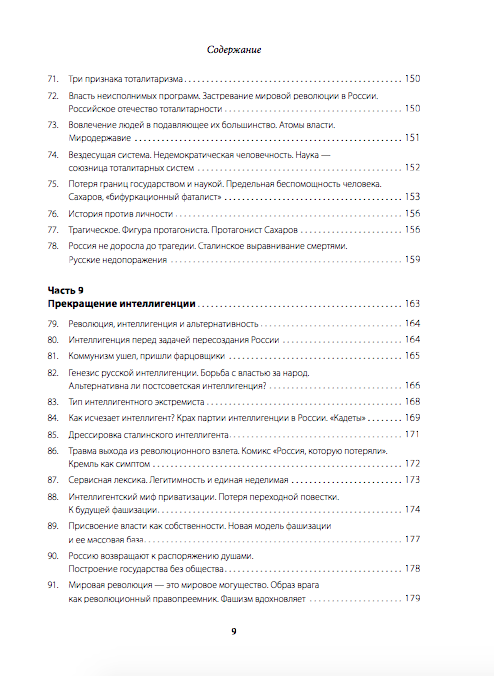 Содержание
71. Три признака тоталитаризма 150
72. Власть неисполнимых программ. Застревание мировой революции в России.
Российское отечество тоталитарности 150
73. Вовлечение людей в подавляющее их большинство. Атомы власти.
Миродержавие 151
74. Вездесущая система. Недемократическая человечность. Наука —
союзница тоталитарных систем 152
75. Потеря границ государством и наукой. Предельная беспомощность человека.
Сахаров, «бифуркационный фаталист» 153
76. История против личности 156
77. Трагическое. Фигура протагониста. Протагонист Сахаров 156
78. Россия не доросла до трагедии. Сталинское выравнивание смертями.
Русские недопоражения 159
Часть 9
Прекращение интеллигенции 163
79. Революция, интеллигенция и альтернативность 164
80. Интеллигенция перед задачей пересоздания России 164
81. Коммунизм ушел, пришли фарцовщики 165
82. Генезис русской интеллигенции. Борьба с властью за народ.
Альтернативна ли постсоветская интеллигенция? 166
83. Тип интеллигентного экстремиста 168
84. Как исчезает интеллигент? Крах партии интеллигенции в России. «Кадеты» 169
85. Дрессировка сталинского интеллигента 171
86. Травма выхода из революционного взлета. Комикс «Россия, которую потеряли».
Кремль как симптом 172
87. Сервисная лексика. Легитимность и единая неделимая 173
88. Интеллигентский миф приватизации. Потеря переходной повестки.
К будущей фашизации 174
89. Присвоение власти как собственности. Новая модель фашизации
и ее массовая база 177
90. Россию возвращают к распоряжению душами.
Построение государства без общества 178
91. Мировая революция — это мировое могущество. Образ врага
как революционный правопреемник. Фашизм вдохновляет 179
9